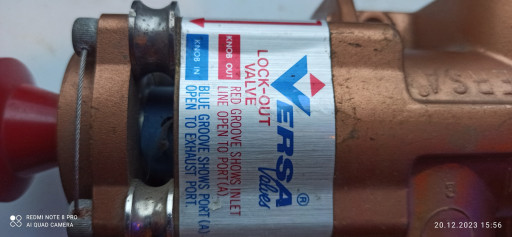 VERSA®
Valves
LOCK-OUT
VALVE
KNOB OUT
RED GROOVE SHOWS INLET
LINE OPEN TO PORT(A)
KNOB IN
BLUE GROOVE SHOWS PORT (A)
OPEN TO EXHAUST PORT.
REDMI NOTE 8 PRO
AI QUAD CAMERA
20.12.2023 15:56